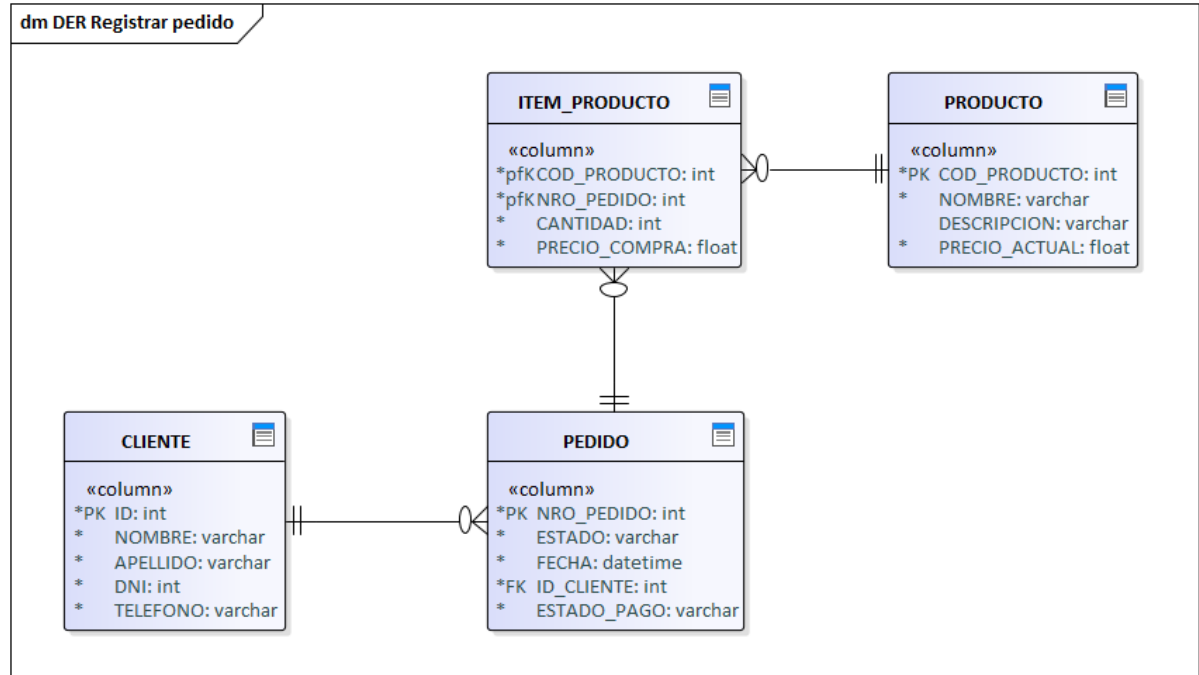 dm DER Registrar pedido
ITEM_PRODUCTO
«column»
*pfK COD_PRODUCTO: int
*pfK NRO_PEDIDO: int
* CANTIDAD: int
* PRECIO_COMPRA: float
PRODUCTO
«column»
*PK COD_PRODUCTO: int
* NOMBRE: varchar
DESCRIPCION: varchar
* PRECIO_ACTUAL: float
CLIENTE
«column»
*PK ID: int
* NOMBRE: varchar
* APELLIDO: varchar
* DNI: int
* TELEFONO: varchar
PEDIDO
«column»
*PK NRO_PEDIDO: int
* ESTADO: varchar
* FECHA: datetime
*FK ID_CLIENTE: int
* ESTADO_PAGO: varchar